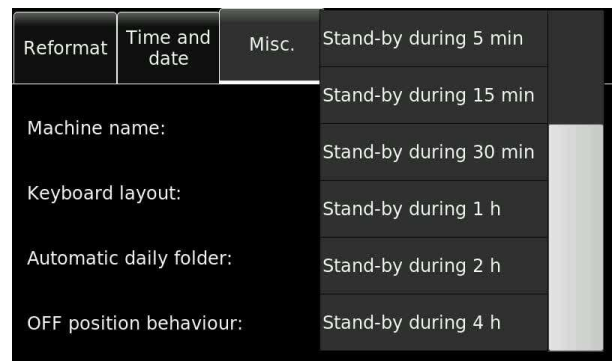 Reformat
Time and
date
Misc.
Machine name:
Keyboard layout:
Automatic daily folder:
OFF position behaviour:
Stand-by during 5 min
Stand-by during 15 min
Stand-by during 30 min
Stand-by during 1 h
Stand-by during 2 h
Stand-by during 4 h